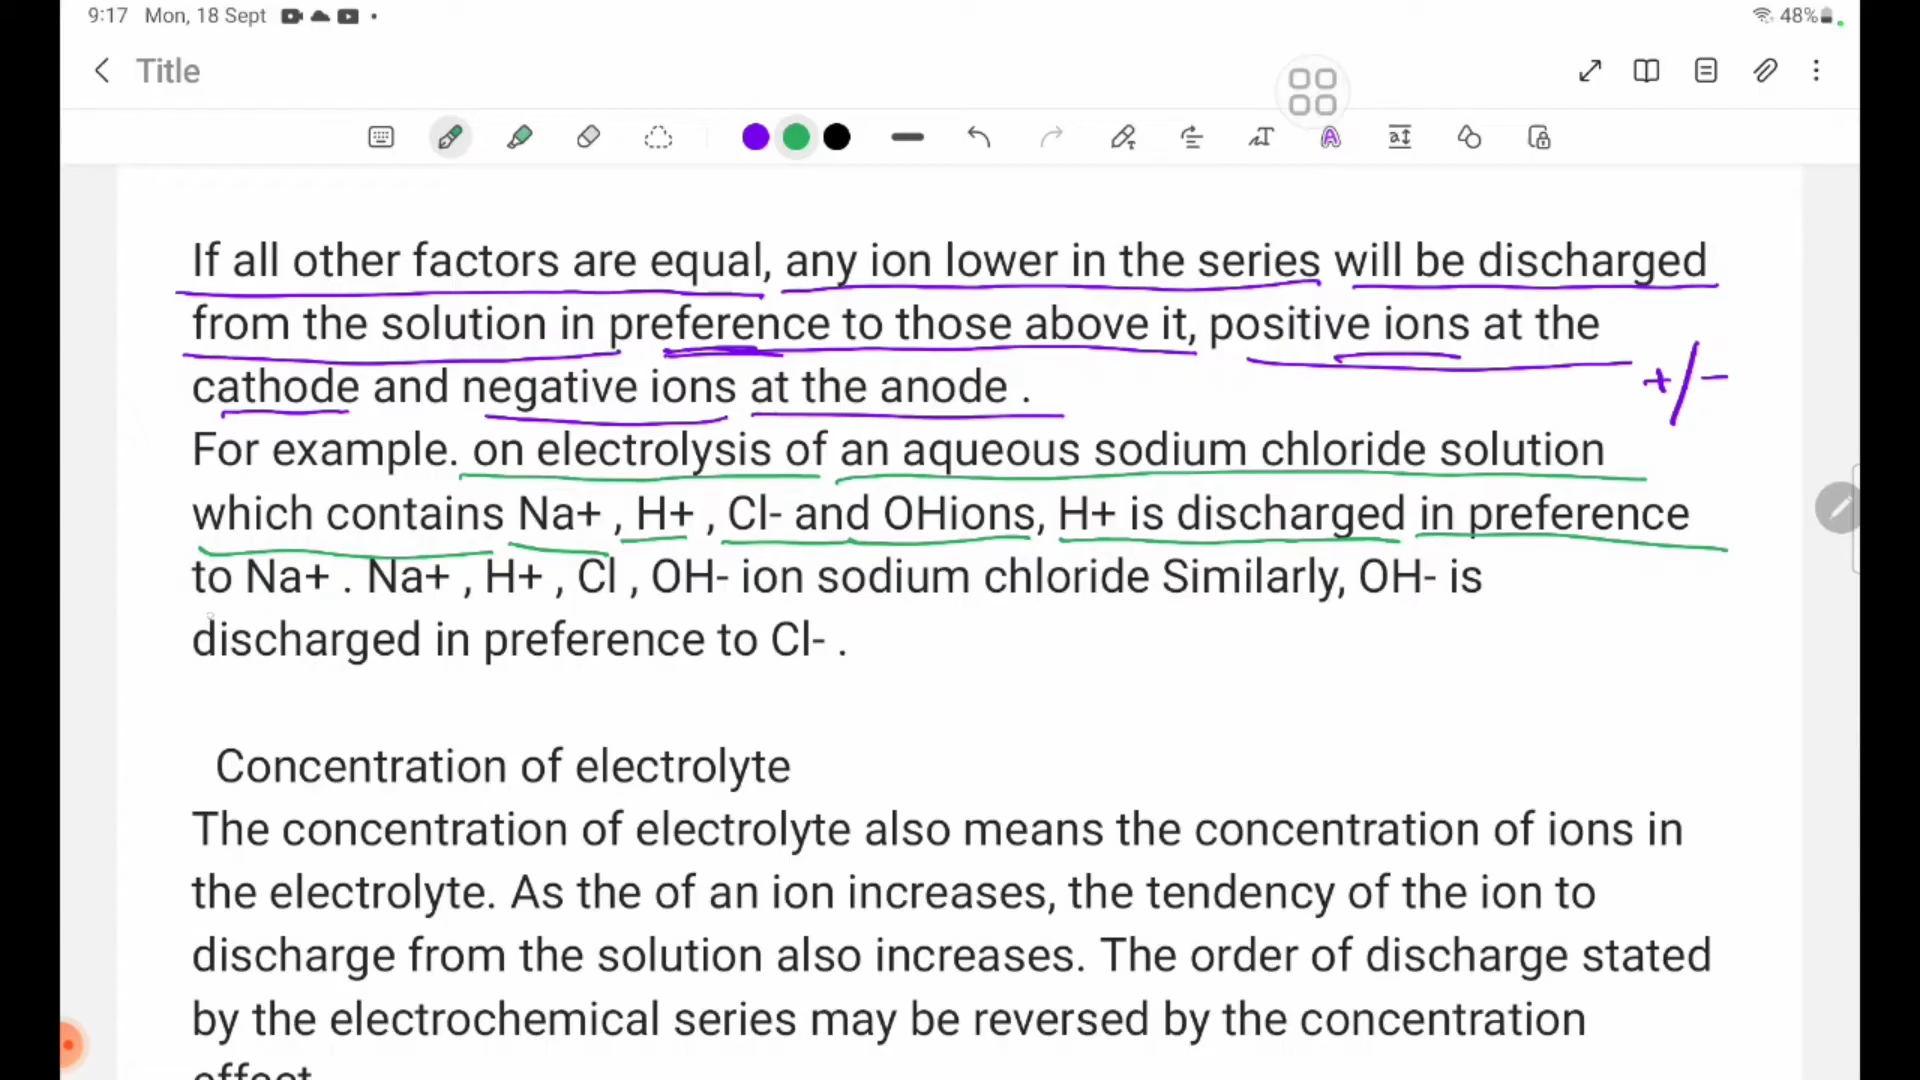 9:17 Mon, 18 Sept
48%
Title
If all other factors are equal, any ion lower in the series will be discharged
from the solution in preference to those above it, positive ions at the
+/-
cathode and negative ions at the anode .
For example. on electrolysis of an aqueous sodium chloride solution
which contains Na+ , H+ , Cl- and OHions, H+ is discharged in preference
to Na+ . Na+ , H+ , Cl , OH- ion sodium chloride Similarly, OH- is
discharged in preference to Cl- .
Concentration of electrolyte
The concentration of electrolyte also means the concentration of ions in
the electrolyte. As the of an ion increases, the tendency of the ion to
discharge from the solution also increases. The order of discharge stated
by the electrochemical series may be reversed by the concentration
effect